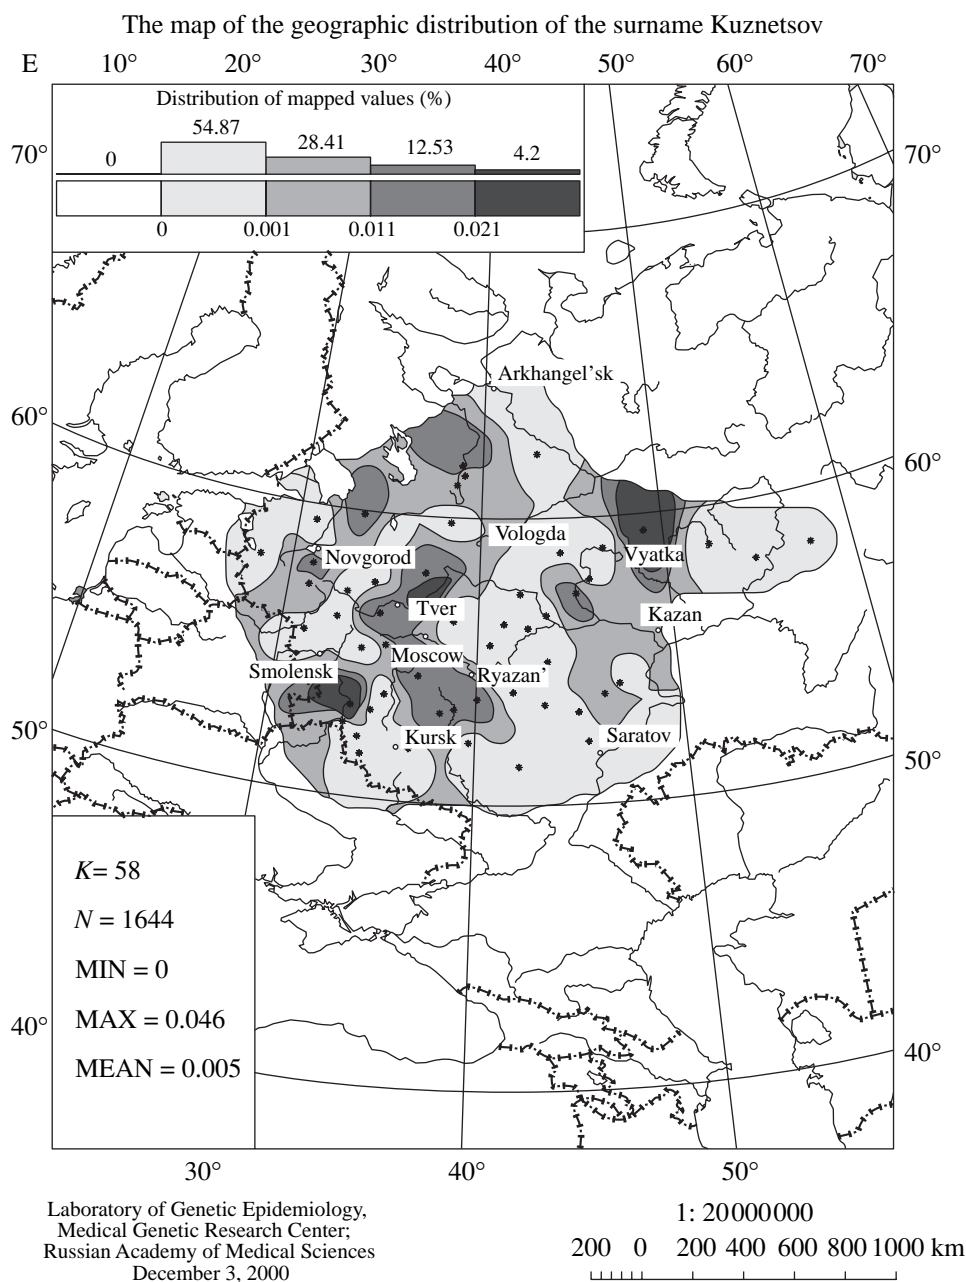 The map of the geographic distribution of the surname Kuznetsov
E 10° 20° 30° 40° 50° 60° 70°
Distribution of mapped values (%)
0 54.87 28.41 12.53 4.2
0 0.001 0.011 0.021
70° 70°
Arkhangel'sk
60° 60°
Vologda
Novgorod
Vyatka
Tver
Kazan
Moscow
Smolensk
Ryazan’
Kursk
Saratov
50° 50°
K= 58
N = 1644
MIN = 0
MAX = 0.046
MEAN = 0.005
40° 40°
30° 40° 50°
Laboratory of Genetic Epidemiology,
Medical Genetic Research Center;
Russian Academy of Medical Sciences
December 3, 2000
1: 20000000
200 0 200 400 600 800 1000 km